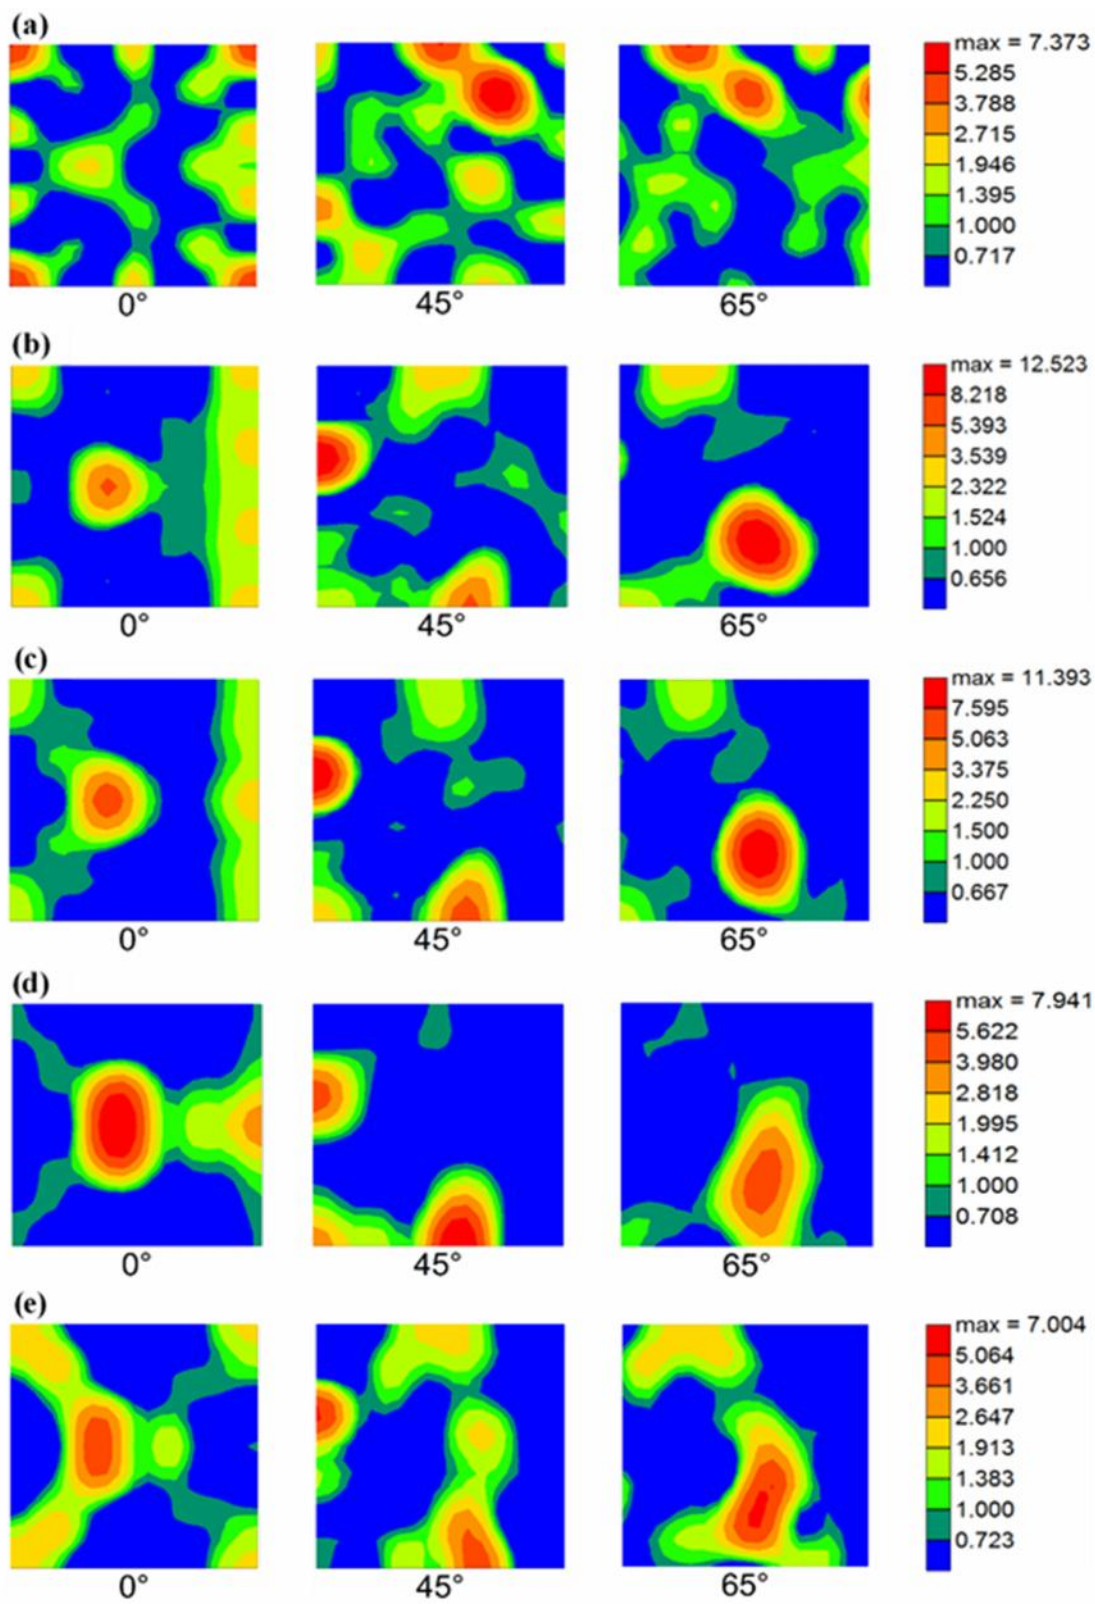 (a)
max = 7.373
5.285
3.788
2.715
1.946
1.395
1.000
0.717
0° 45° 65°
(b)
max = 12.523
8.218
5.393
3.539
2.322
1.524
1.000
0.656
0° 45° 65°
(c)
max = 11.393
7.595
5.063
3.375
2.250
1.500
1.000
0.667
0° 45° 65°
(d)
max = 7.941
5.622
3.980
2.818
1.995
1.412
1.000
0.708
0° 45° 65°
(e)
max = 7.004
5.064
3.661
2.647
1.913
1.383
1.000
0.723
0° 45° 65°